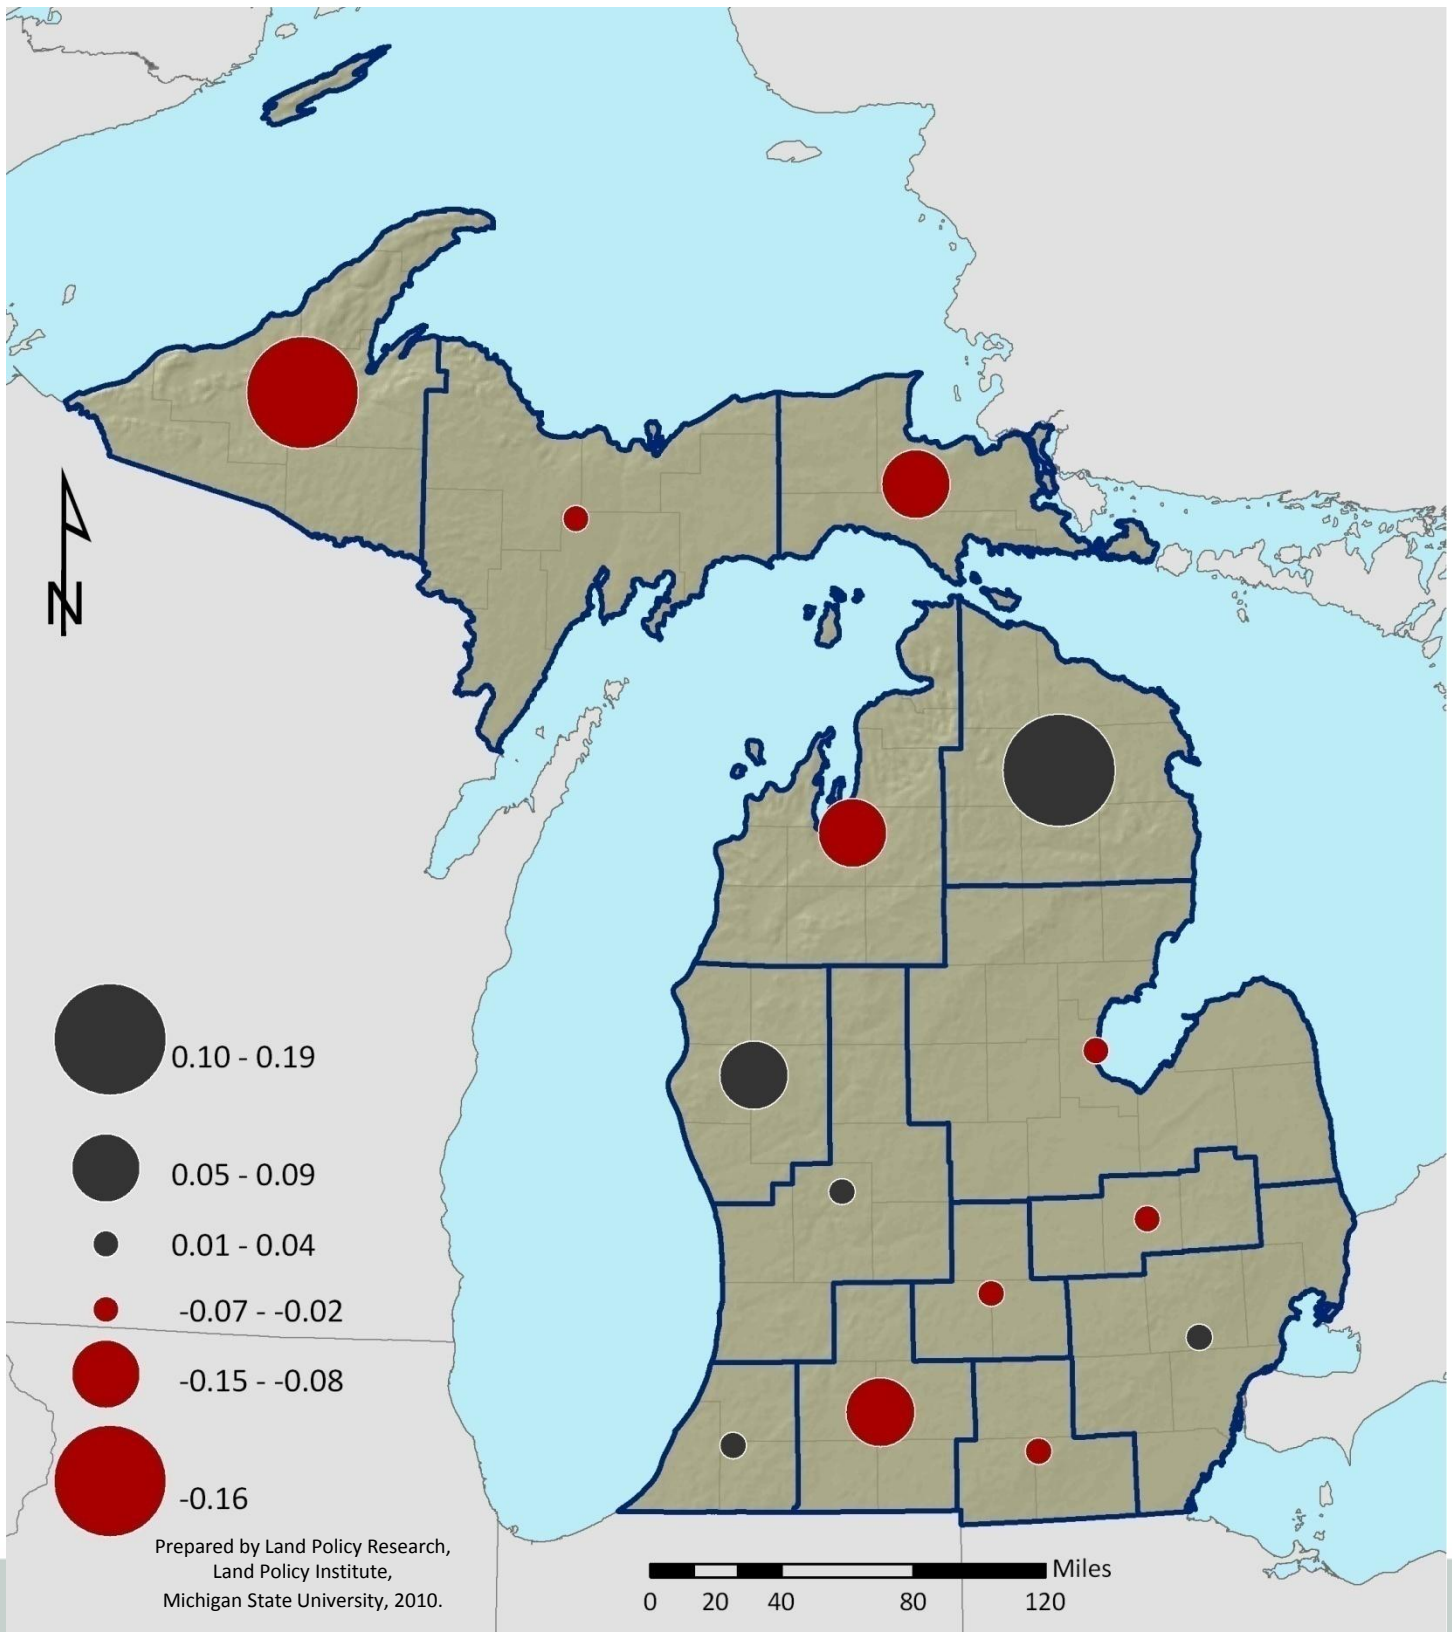 N
0.10 - 0.19
0.05 - 0.09
0.01 - 0.04
-0.07 - -0.02
-0.15 - -0.08
-0.16
Prepared by Land Policy Research,
Land Policy Institute,
Michigan State University, 2010.
Miles
0 20 40 80 120